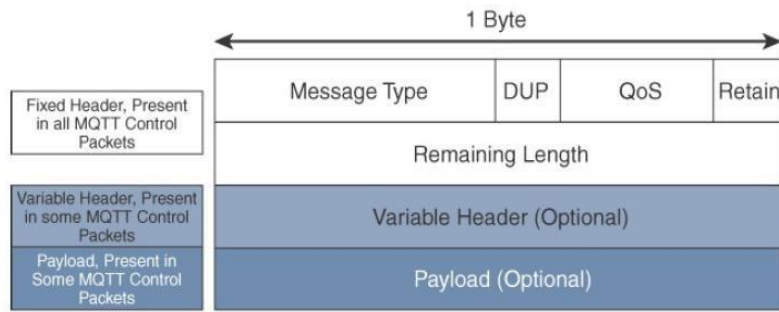 1 Byte
Message Type DUP QoS Retain
Fixed Header, Present
in all MQTT Control
Packets
Remaining Length
Variable Header, Present
in some MQTT Control
Packets
Variable Header (Optional)
Payload, Present in
Some MQTT Control
Packets
Payload (Optional)